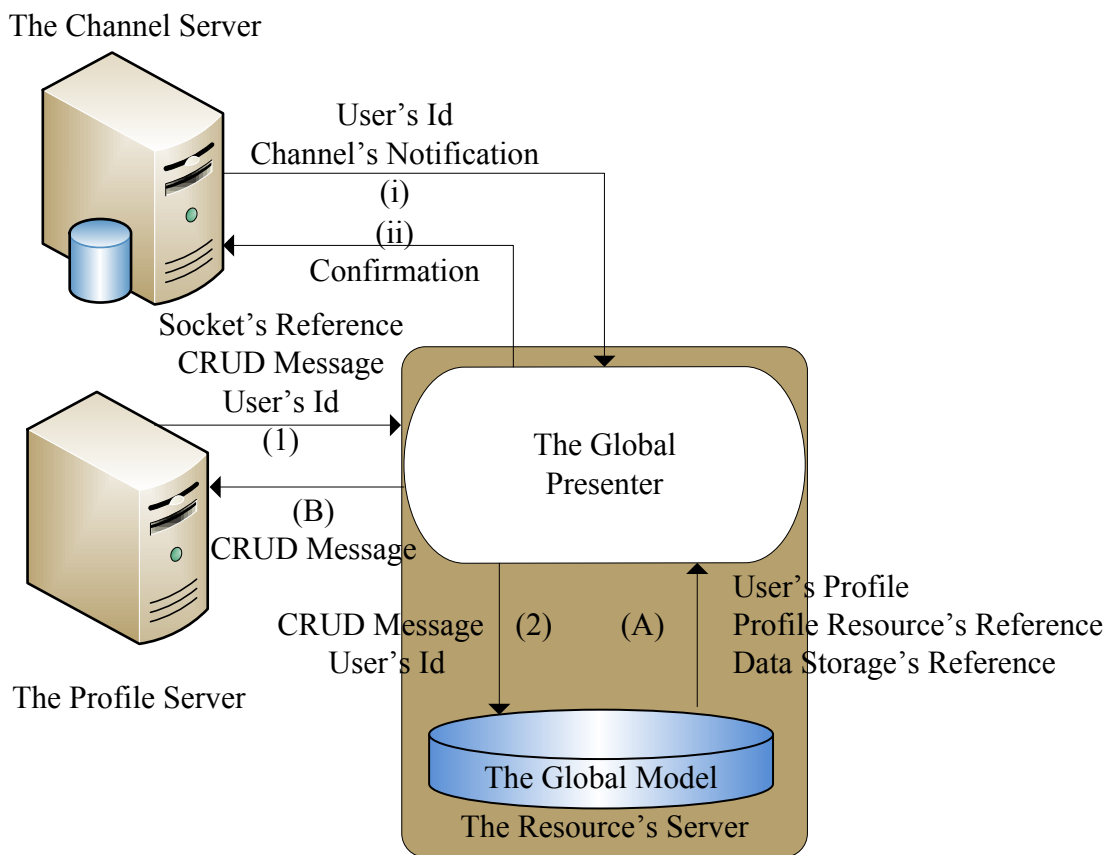 The Channel Server
User’s Id
Channel’s Notification
(i)
(ii)
Confirmation
Socket’s Reference
CRUD Message
User’s Id
(1)
The Global
Presenter
(B)
CRUD Message
User’s Profile
Profile Resource’s Reference
Data Storage’s Reference
CRUD Message
User’s Id
(2)
(A)
The Profile Server
The Global Model
The Resource’s Server